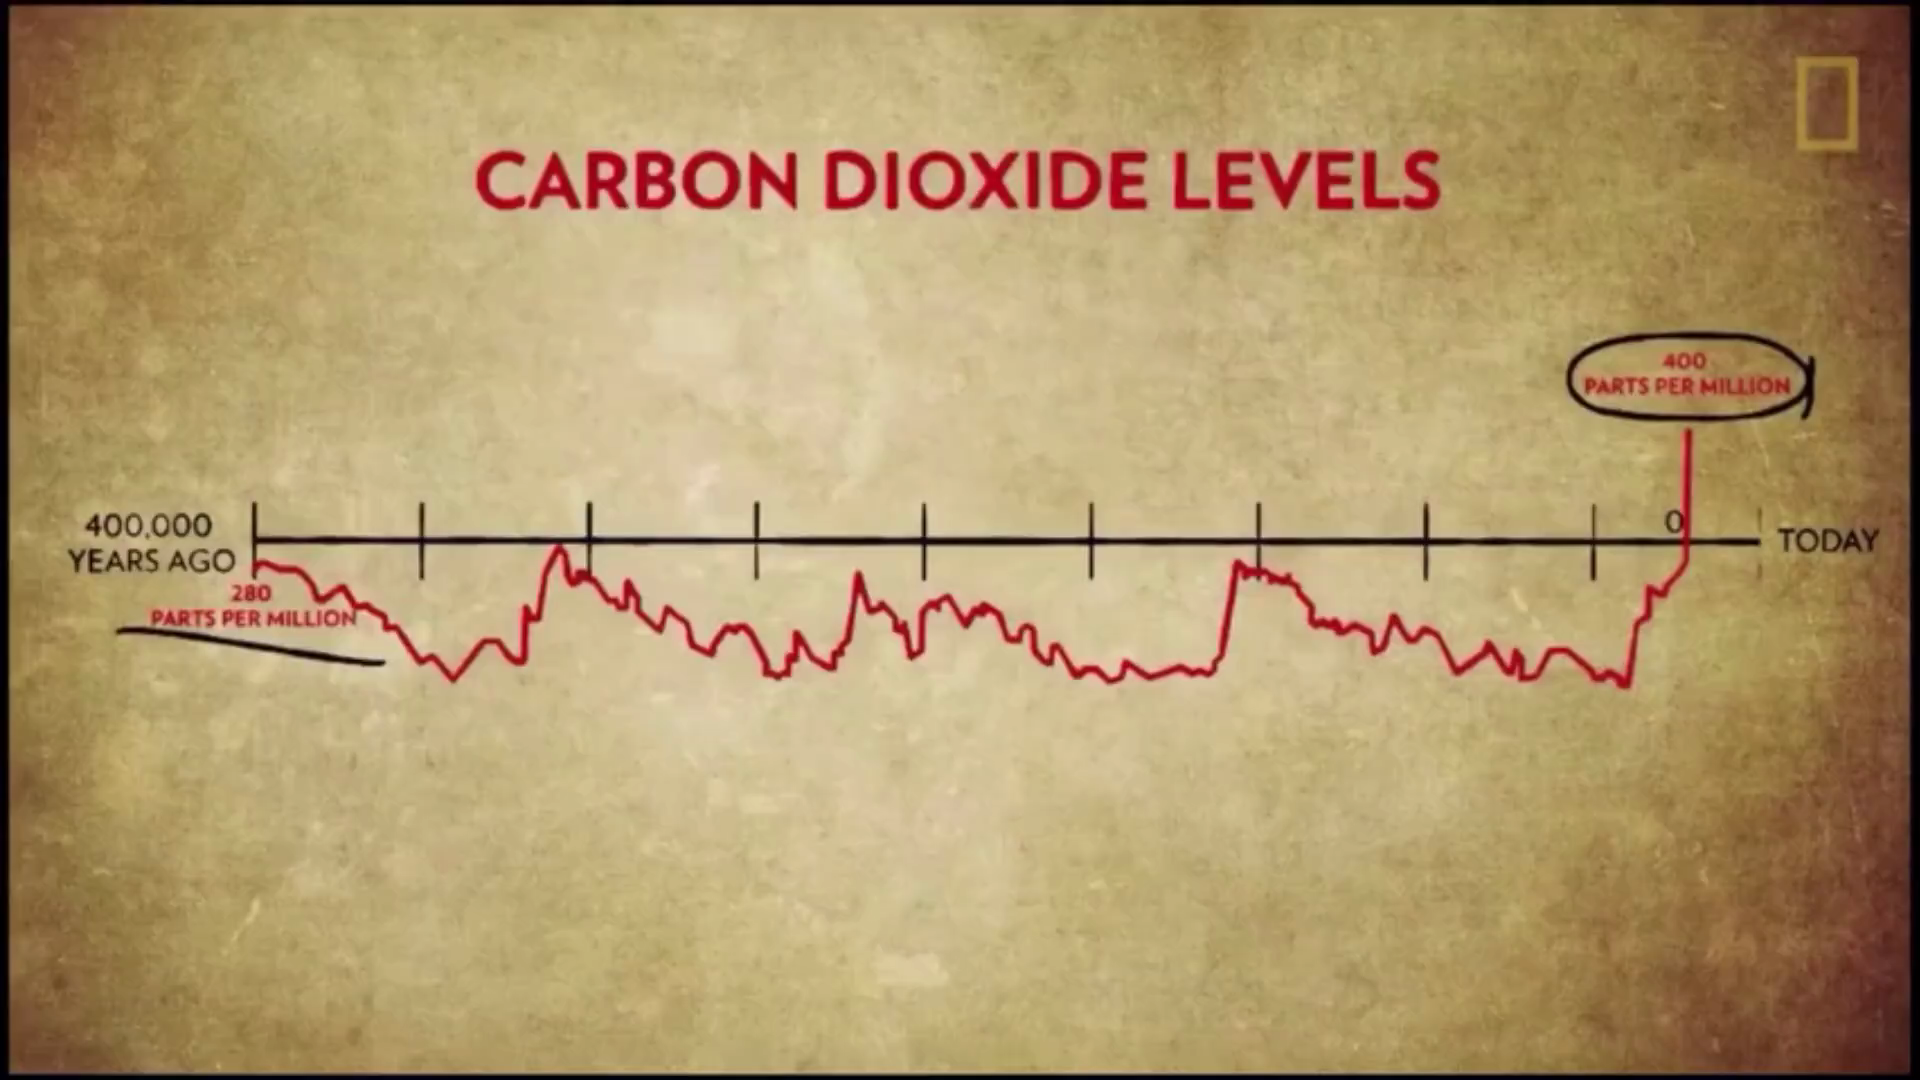 CARBON DIOXIDE LEVELS
400
PARTS PER MILLION
400,000
YEARS AGO
0
TODAY
280
PARTS PER MILLION